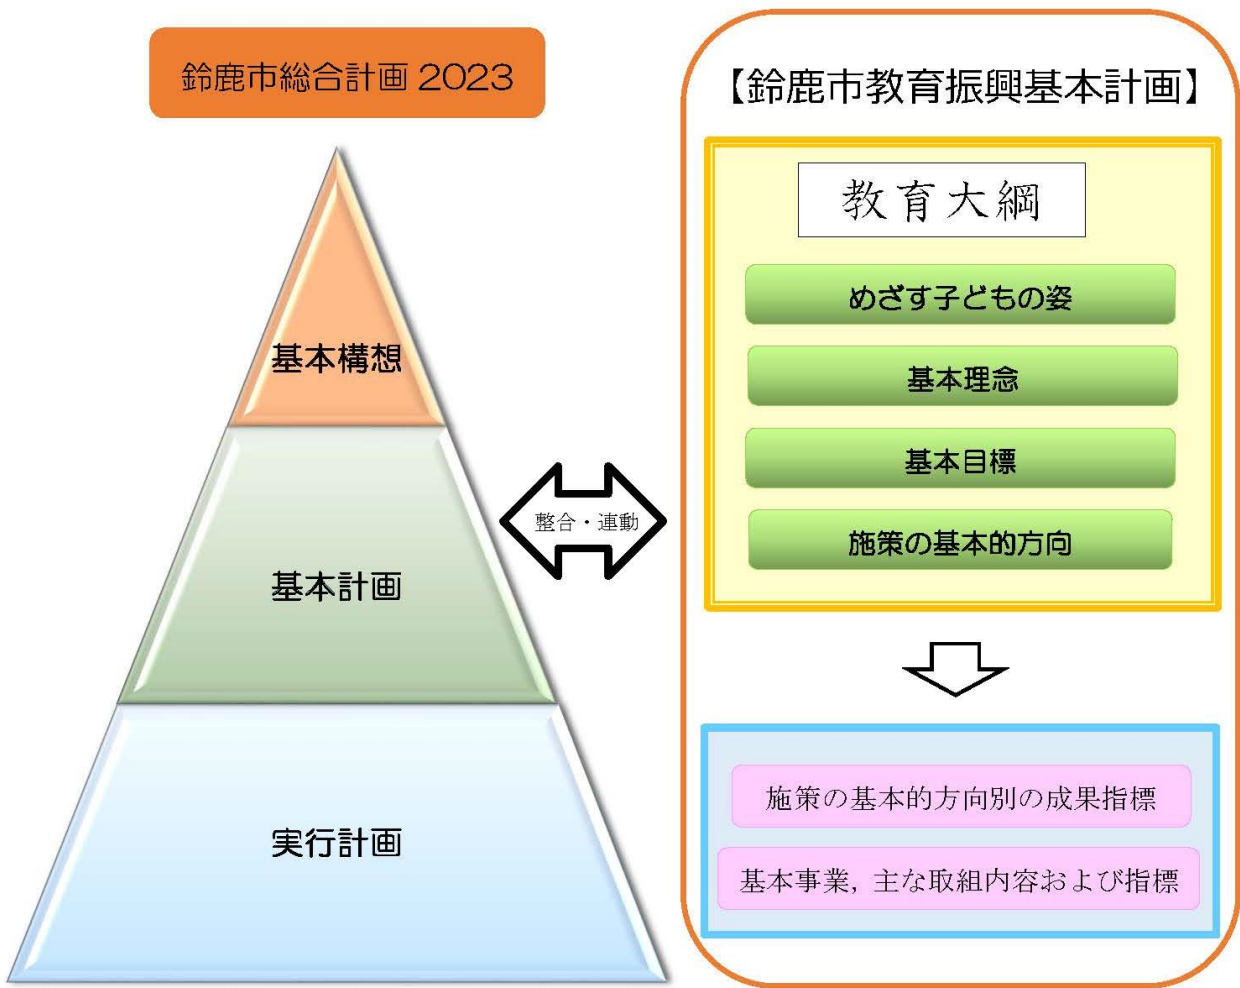 鈴鹿市総合計画 2023
基本構想
基本計画
実行計画
整合・連動
【鈴鹿市教育振興基本計画】
教育大綱
めざす子どもの姿
基本理念
基本目標
施策の基本的方向
施策の基本的方向別の成果指標
基本事業, 主な取組内容および指標